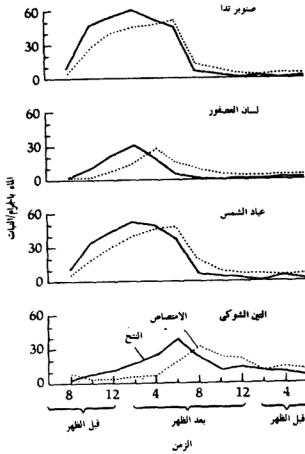 صنوبر تدا
60
30
0
لسان العصفور
60
30
0
الماء بالجرام/النبات
عباد الشمس
60
30
0
التين الشوكي
60
30
0
الامتصاص
النتح
8 12 4 8 12 4 8
قبل الظهر بعد الظهر قبل الظهر
الزمن